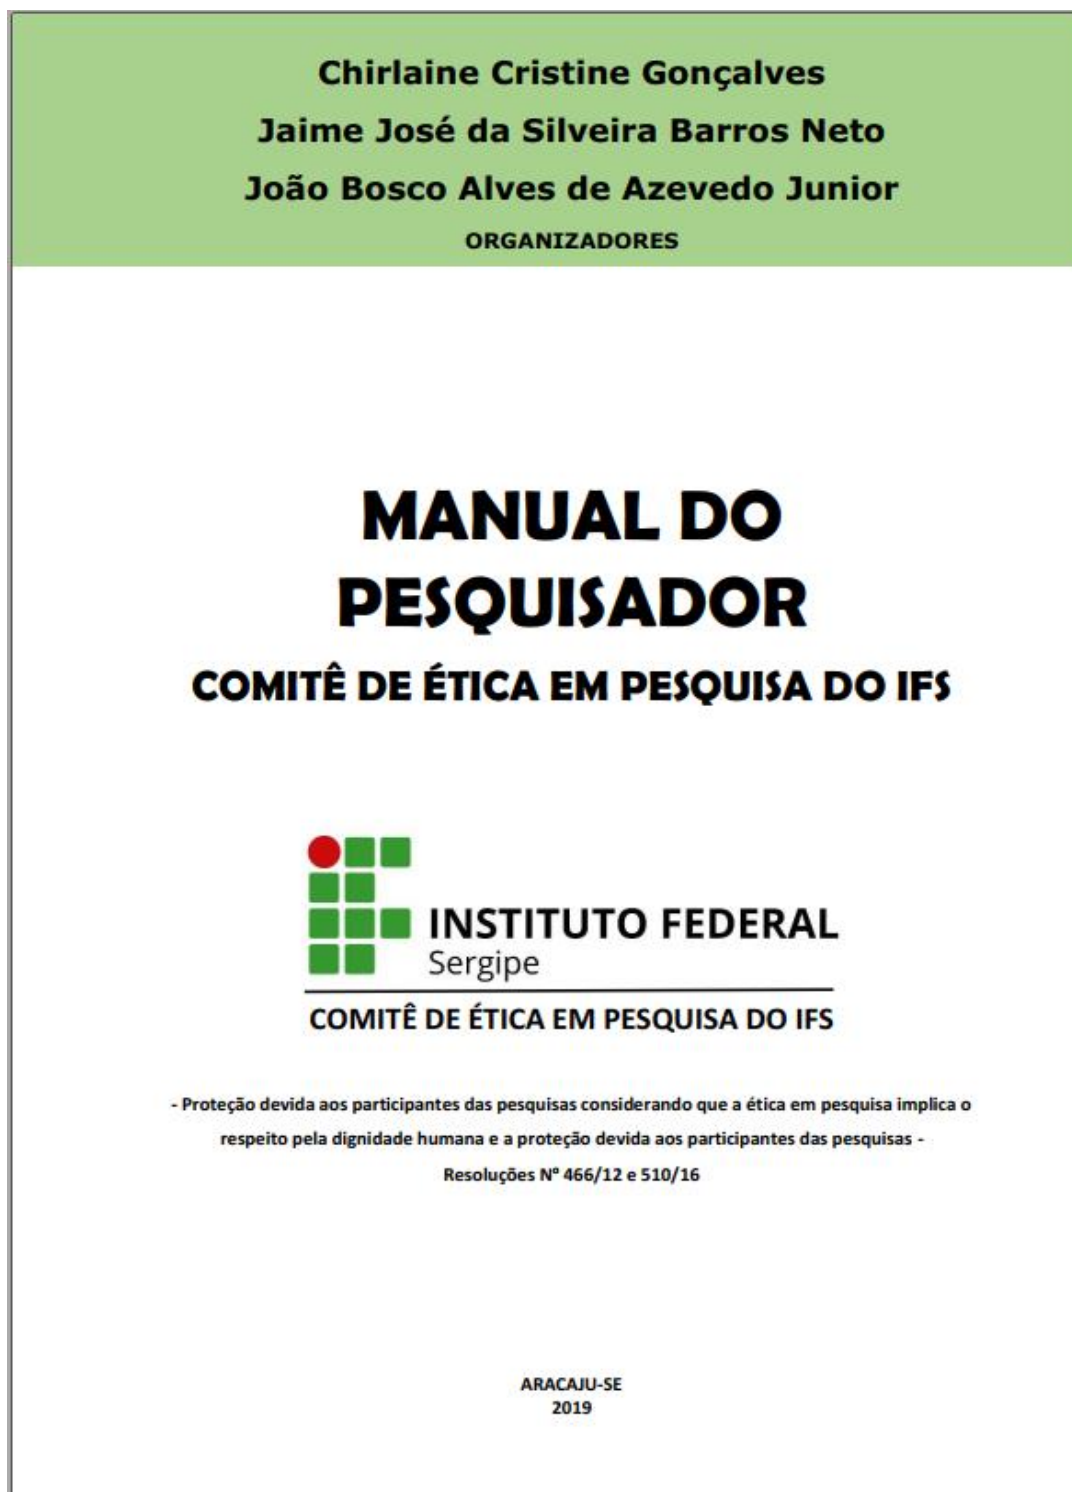 Chirlaine Cristine Gonçalves
Jaime José da Silveira Barros Neto
João Bosco Alves de Azevedo Junior
ORGANIZADORES
MANUAL DO
PESQUISADOR
COMITÊ DE ÉTICA EM PESQUISA DO IFS
INSTITUTO FEDERAL
Sergipe
COMITÊ DE ÉTICA EM PESQUISA DO IFS
- Proteção devida aos participantes das pesquisas considerando que a ética em pesquisa implica o
respeito pela dignidade humana e a proteção devida aos participantes das pesquisas -
Resoluções Nº 466/12 e 510/16
ARACAJU-SE
2019